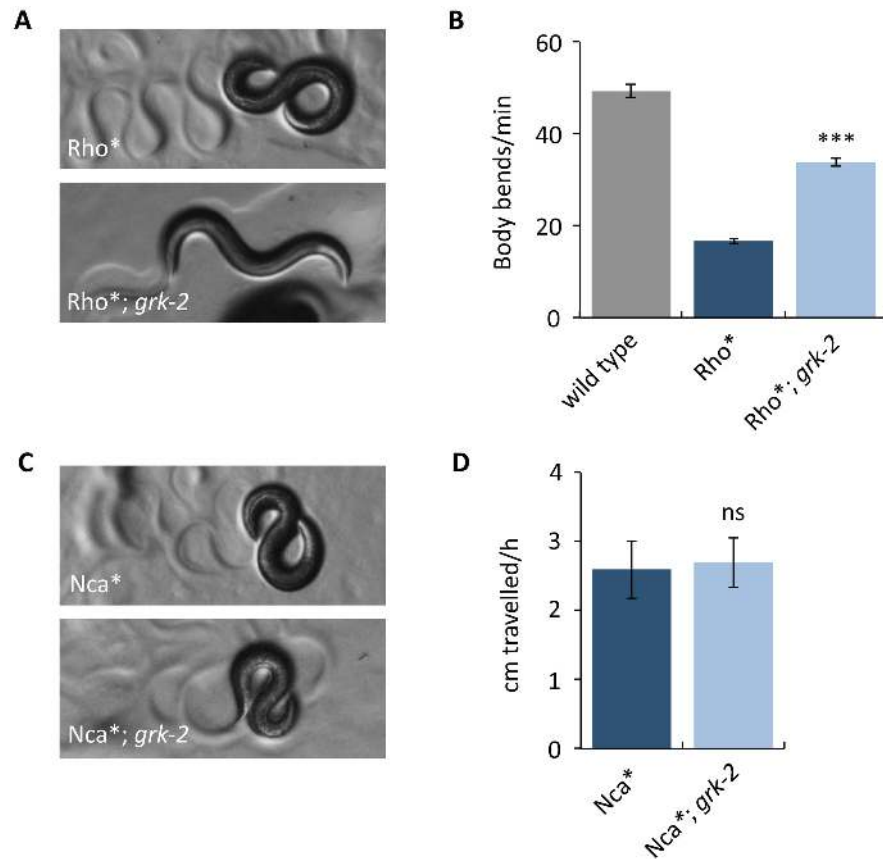 A
Rho*
Rho*; grk-2
B
Body bends/min
60
40
20
0
***
wild type
Rho*
Rho*; grk-2
C
Nca*
Nca*; grk-2
D
cm travelled/h
4
3
2
1
0
ns
Nca*
Nca*; grk-2